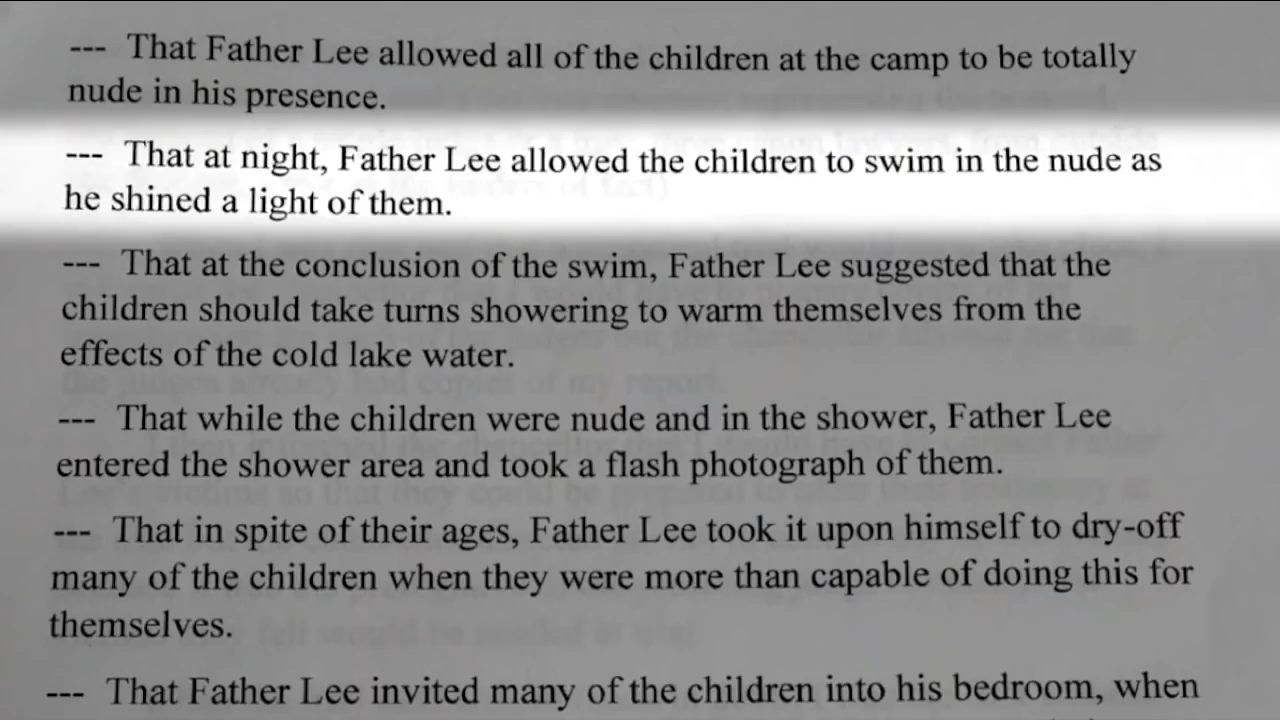 --- That Father Lee allowed all of the children at the camp to be totally
nude in his presence.
--- That at night, Father Lee allowed the children to swim in the nude as
he shined a light of them.
--- That at the conclusion of the swim, Father Lee suggested that the
children should take turns showering to warm themselves from the
effects of the cold lake water.
--- That while the children were nude and in the shower, Father Lee
entered the shower area and took a flash photograph of them.
--- That in spite of their ages, Father Lee took it upon himself to dry-off
many of the children when they were more than capable of doing this for
themselves.
--- That Father Lee invited many of the children into his bedroom, when